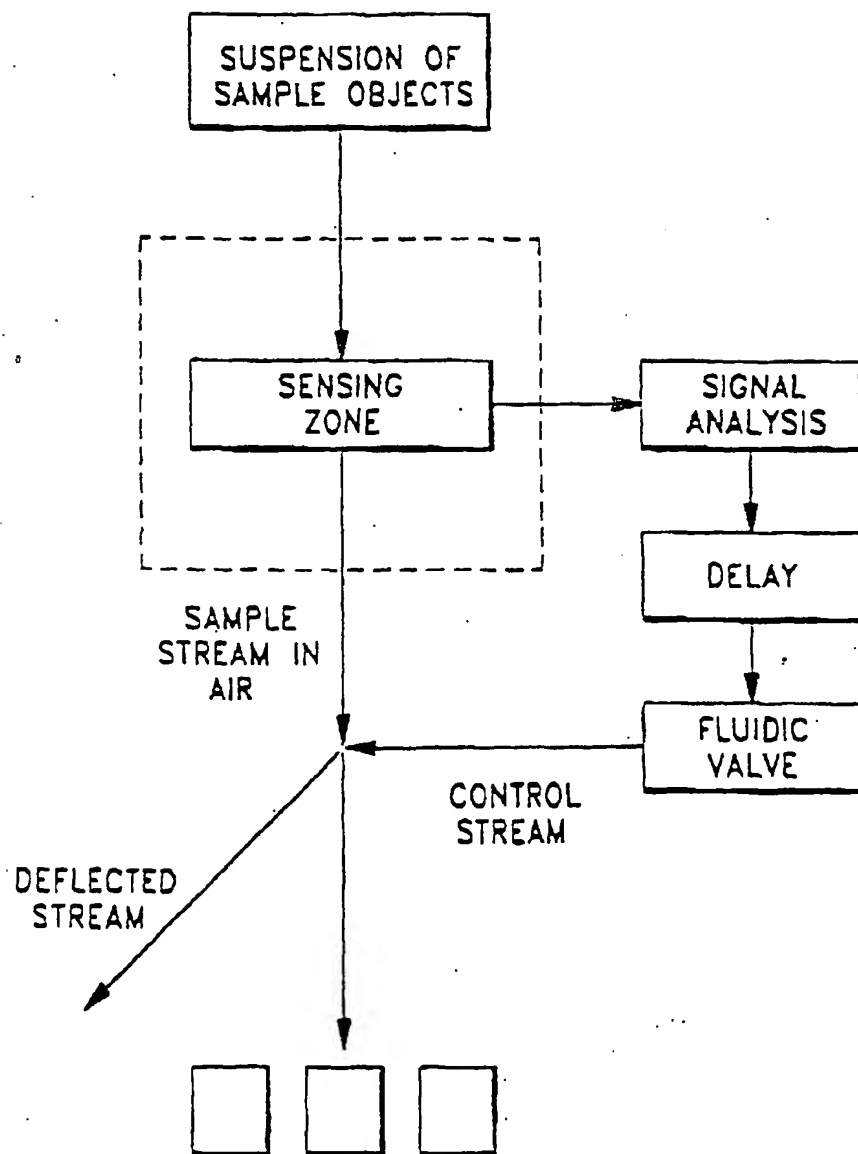 SUSPENSION OF
SAMPLE OBJECTS
SENSING
ZONE
SIGNAL
ANALYSIS
DELAY
SAMPLE
STREAM IN
AIR
FLUIDIC
VALVE
CONTROL
STREAM
DEFLECTED
STREAM